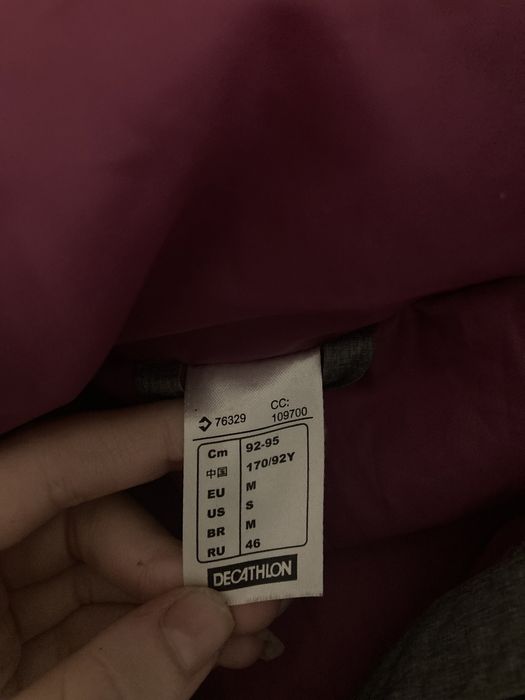 76329 CC: 109700
Cm 92-95
中国 170/92Y
EU M
US S
BR M
RU 46
DECATHLON